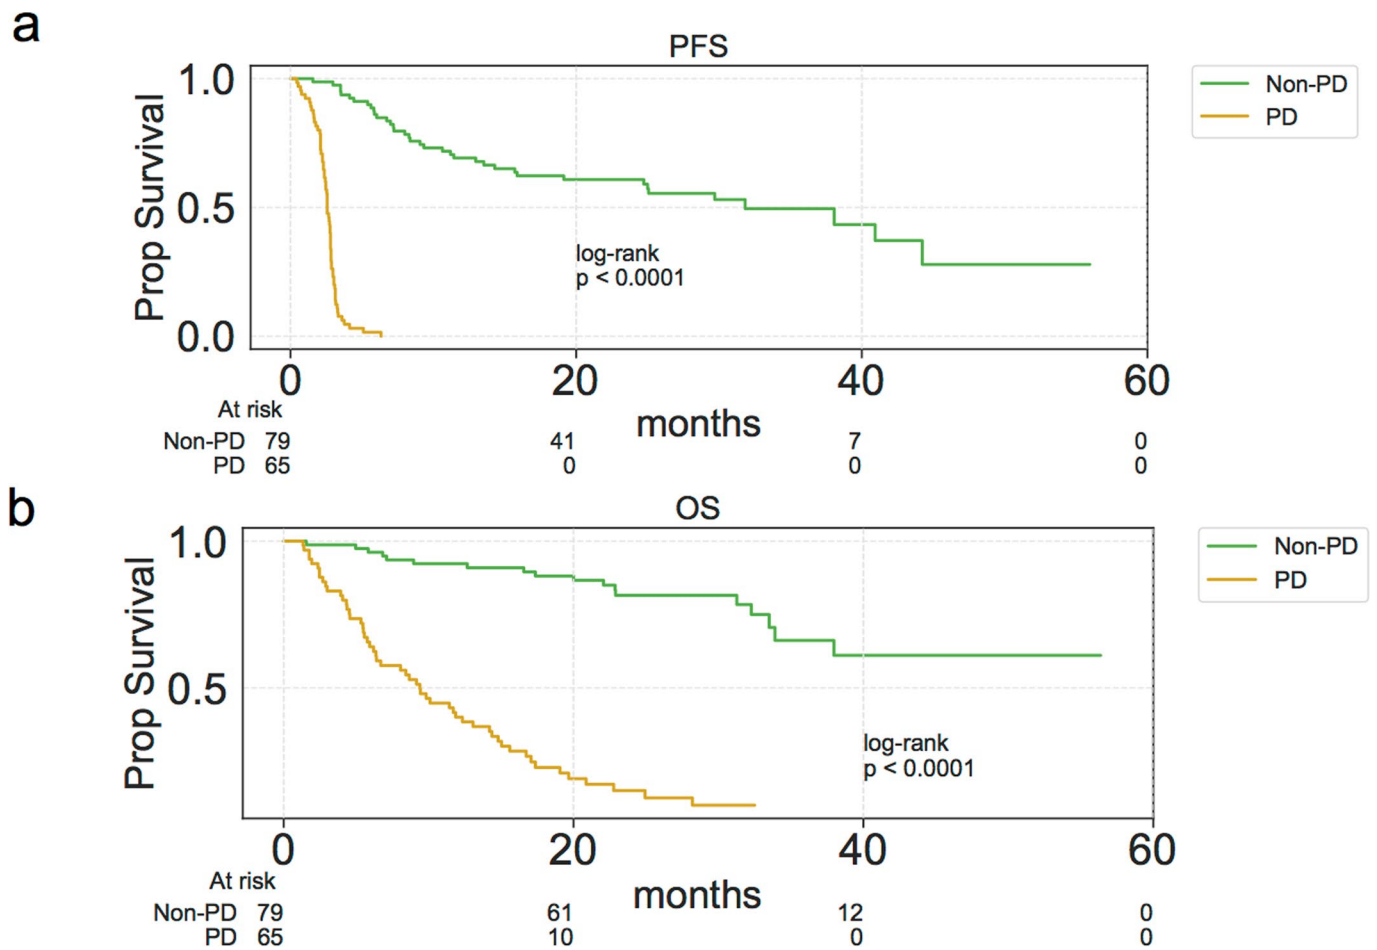 a
PFS
Prop Survival
1.0
0.5
0.0
Non-PD
PD
log-rank
p < 0.0001
0 20 40 60
months
At risk
Non-PD 79 41 7 0
PD 65 0 0 0
b
OS
Prop Survival
1.0
0.5
Non-PD
PD
log-rank
p < 0.0001
0 20 40 60
months
At risk
Non-PD 79 61 12 0
PD 65 10 0 0